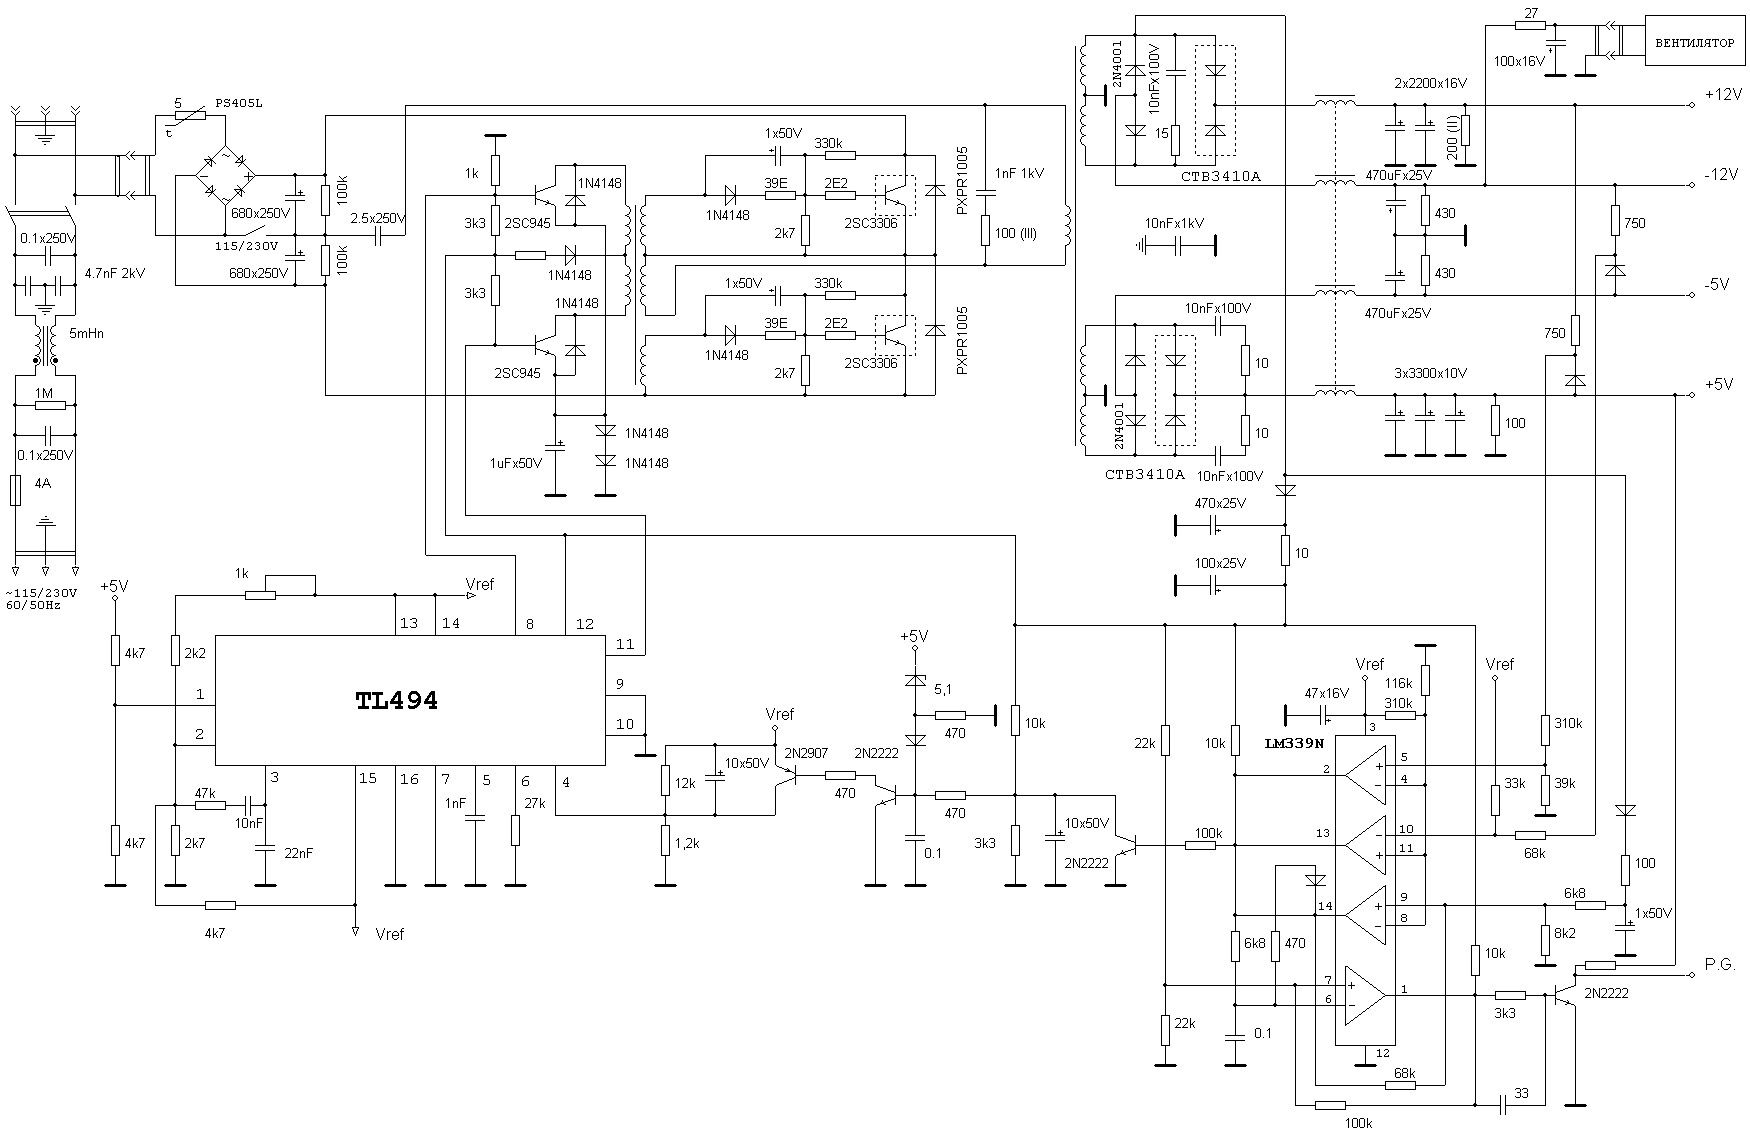 27
ВЕНТИЛЯТОР
100x16V
2N4001
10nFx100V
15
CTB3410A
2x2200x16V
+12V
200 (II)
470uFx25V
-12V
430
750
430
-5V
470uFx25V
750
3x3300x10V
+5V
100
5
PS405L
t
~
~
-
+
100k
680x250V
2.5x250V
115/230V
680x250V
100k
0.1x250V
4.7nF 2kV
5mHn
1M
0.1x250V
4A
~115/230V
60/50Hz
1k
3k3
3k3
2SC945
1N4148
1N4148
1N4148
2SC945
1N4148
1N4148
1uFx50V
1x50V
330k
39E
2E2
1N4148
2k7
2SC3306
PXPR1005
1nF 1kV
100 (III)
10nFx1kV
1x50V
330k
39E
2E2
1N4148
2k7
2SC3306
PXPR1005
10nFx100V
10
2N4001
10
CTB3410A
10nFx100V
470x25V
10
100x25V
+5V
1k
Vref
4k7
2k2
13
14
8
12
11
1
TL494
9
2
10
3
15
16
7
5
6
4
47k
10nF
1nF
27k
4k7
2k7
22nF
4k7
Vref
+5V
5,1
470
Vref
2N2907
2N2222
12k
10x50V
470
470
1,2k
0.1
10k
3k3
10x50V
2N2222
100k
22k
10k
Vref
47x16V
116k
310k
Vref
LM339N
3
310k
2
5
4
33k
39k
13
10
11
68k
14
9
8
6k8
100
1x50V
8k2
6k8
470
7
6
1
10k
3k3
2N2222
P.G.
22k
0.1
12
68k
33
100k